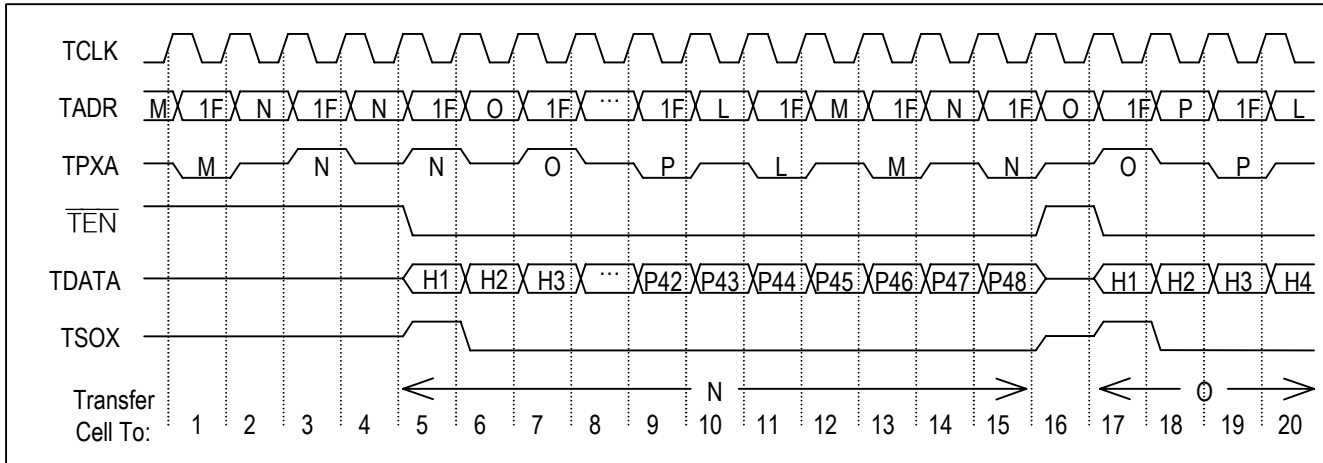 TCLK
TADR M 1F N 1F N 1F O 1F ... 1F L 1F M 1F N 1F O 1F P 1F L
TPXA M N N O P L M N O P
TEN
TDATA H1 H2 H3 ... P42 P43 P44 P45 P46 P47 P48 H1 H2 H3 H4
TSOX
N O
Transfer
Cell To: 1 2 3 4 5 6 7 8 9 10 11 12 13 14 15 16 17 18 19 20